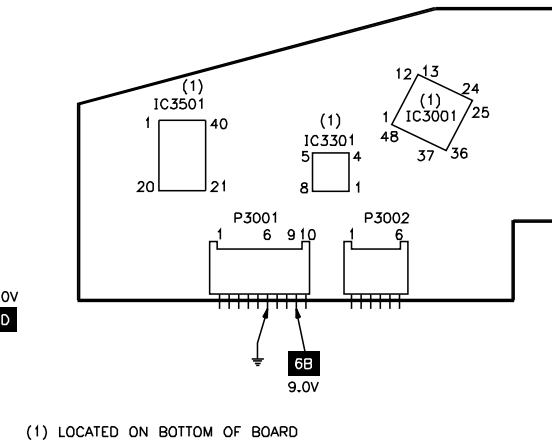 12 13
(1)
24
(1)
IC3501
25
IC3001
1
40
(1)
1
48
IC3301
5
4
37
36
20
21
8
1
P3001
P3002
1
6
9
10
1
6
0V
D
6B
9.0V
(1) LOCATED ON BOTTOM OF BOARD